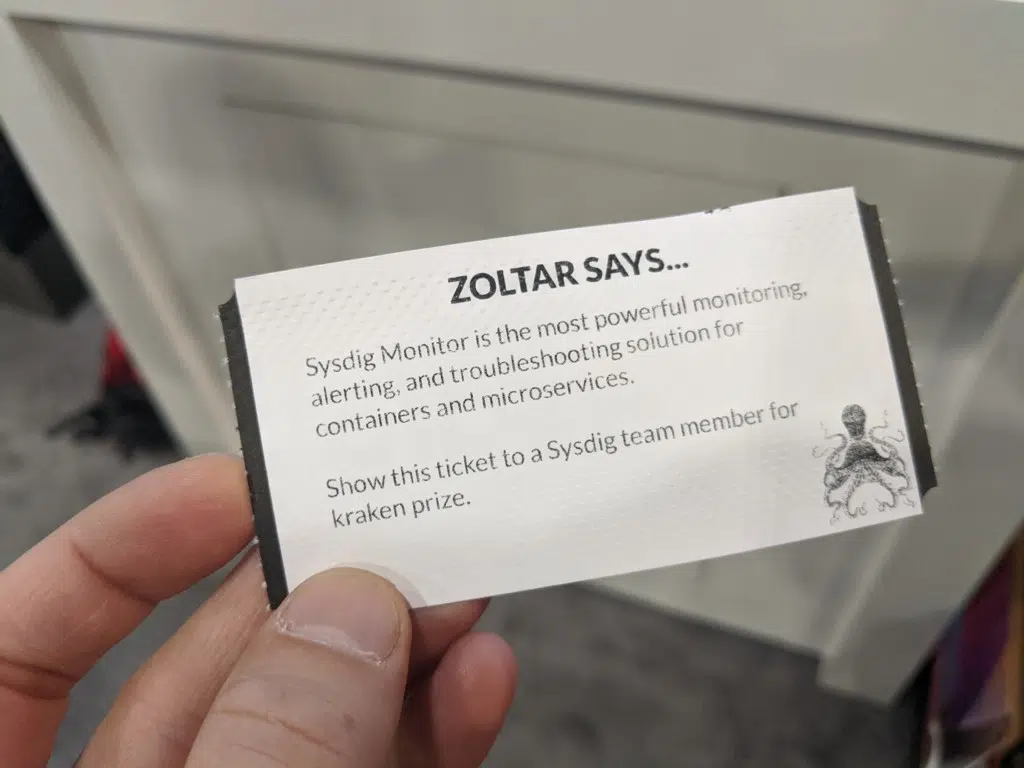 ZOLTAR SAYS...
Sysdig Monitor is the most powerful monitoring,
alerting, and troubleshooting solution for
containers and microservices.
Show this ticket to a Sysdig team member for
kraken prize.